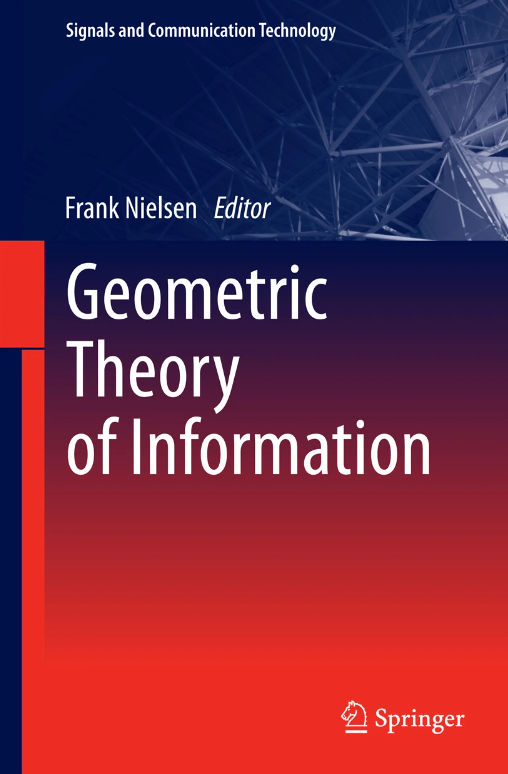 Signals and Communication Technology
Frank Nielsen Editor
Geometric
Theory
of Information
Springer